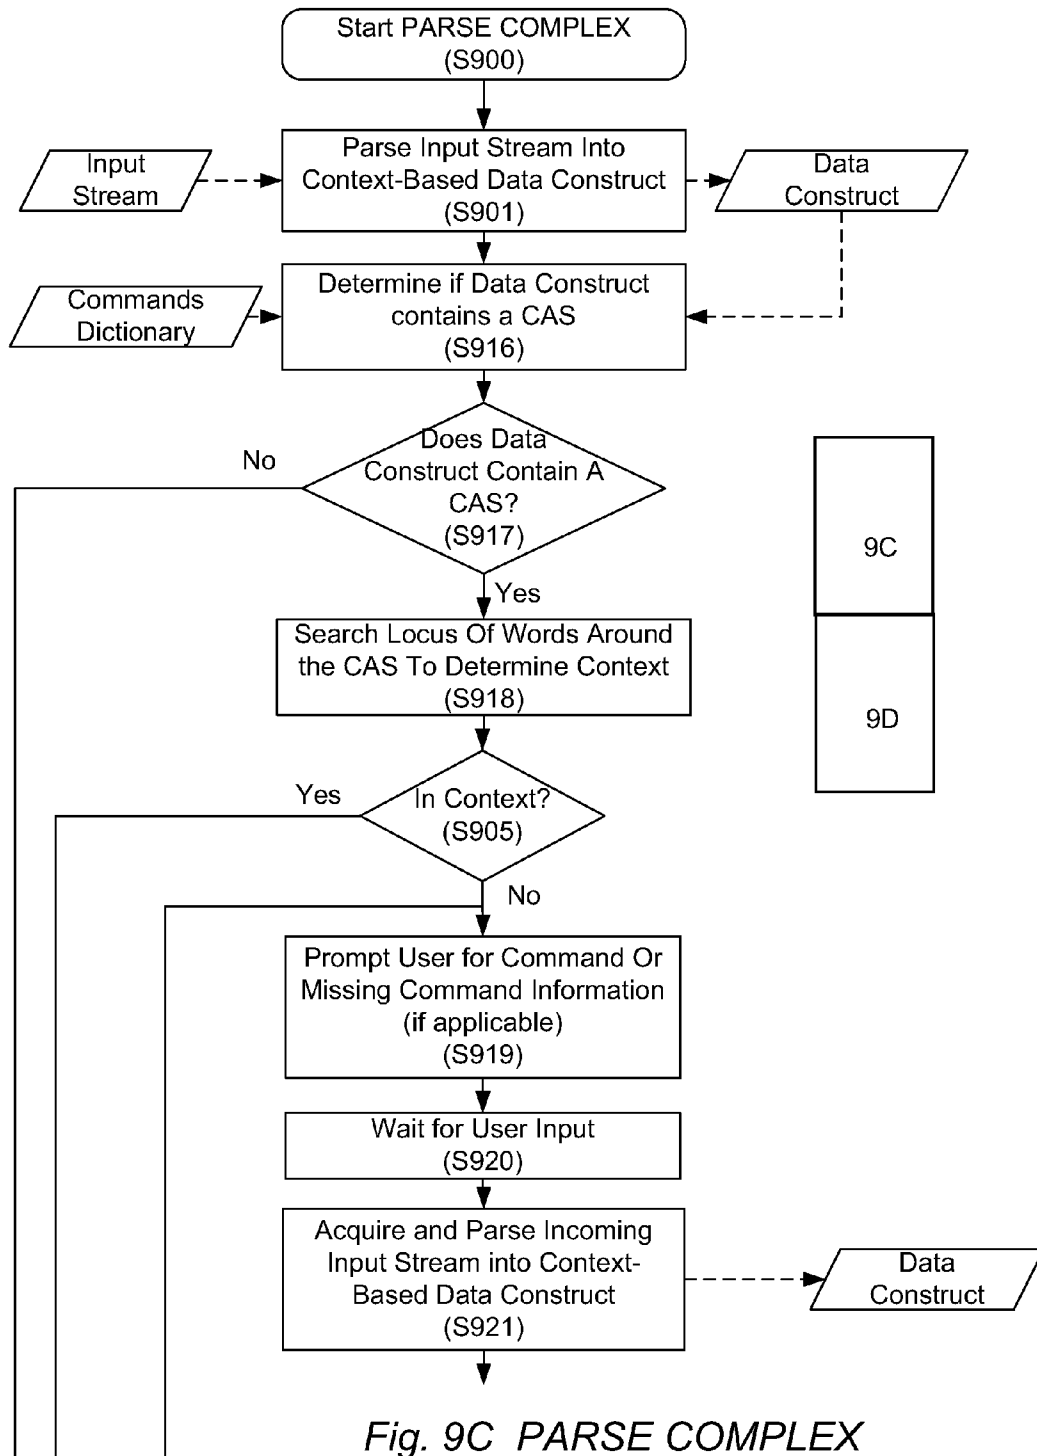 Start PARSE COMPLEX
(S900)
Parse Input Stream Into
Context-Based Data Construct
(S901)
Input
Stream
Data
Construct
Determine if Data Construct
contains a CAS
(S916)
Commands
Dictionary
Does Data
Construct Contain A
CAS?
(S917)
No
Yes
9C
9D
Search Locus Of Words Around
the CAS To Determine Context
(S918)
In Context?
(S905)
Yes
No
Prompt User for Command Or
Missing Command Information
(if applicable)
(S919)
Wait for User Input
(S920)
Acquire and Parse Incoming
Input Stream into Context-
Based Data Construct
(S921)
Data
Construct
Fig. 9C PARSE COMPLEX